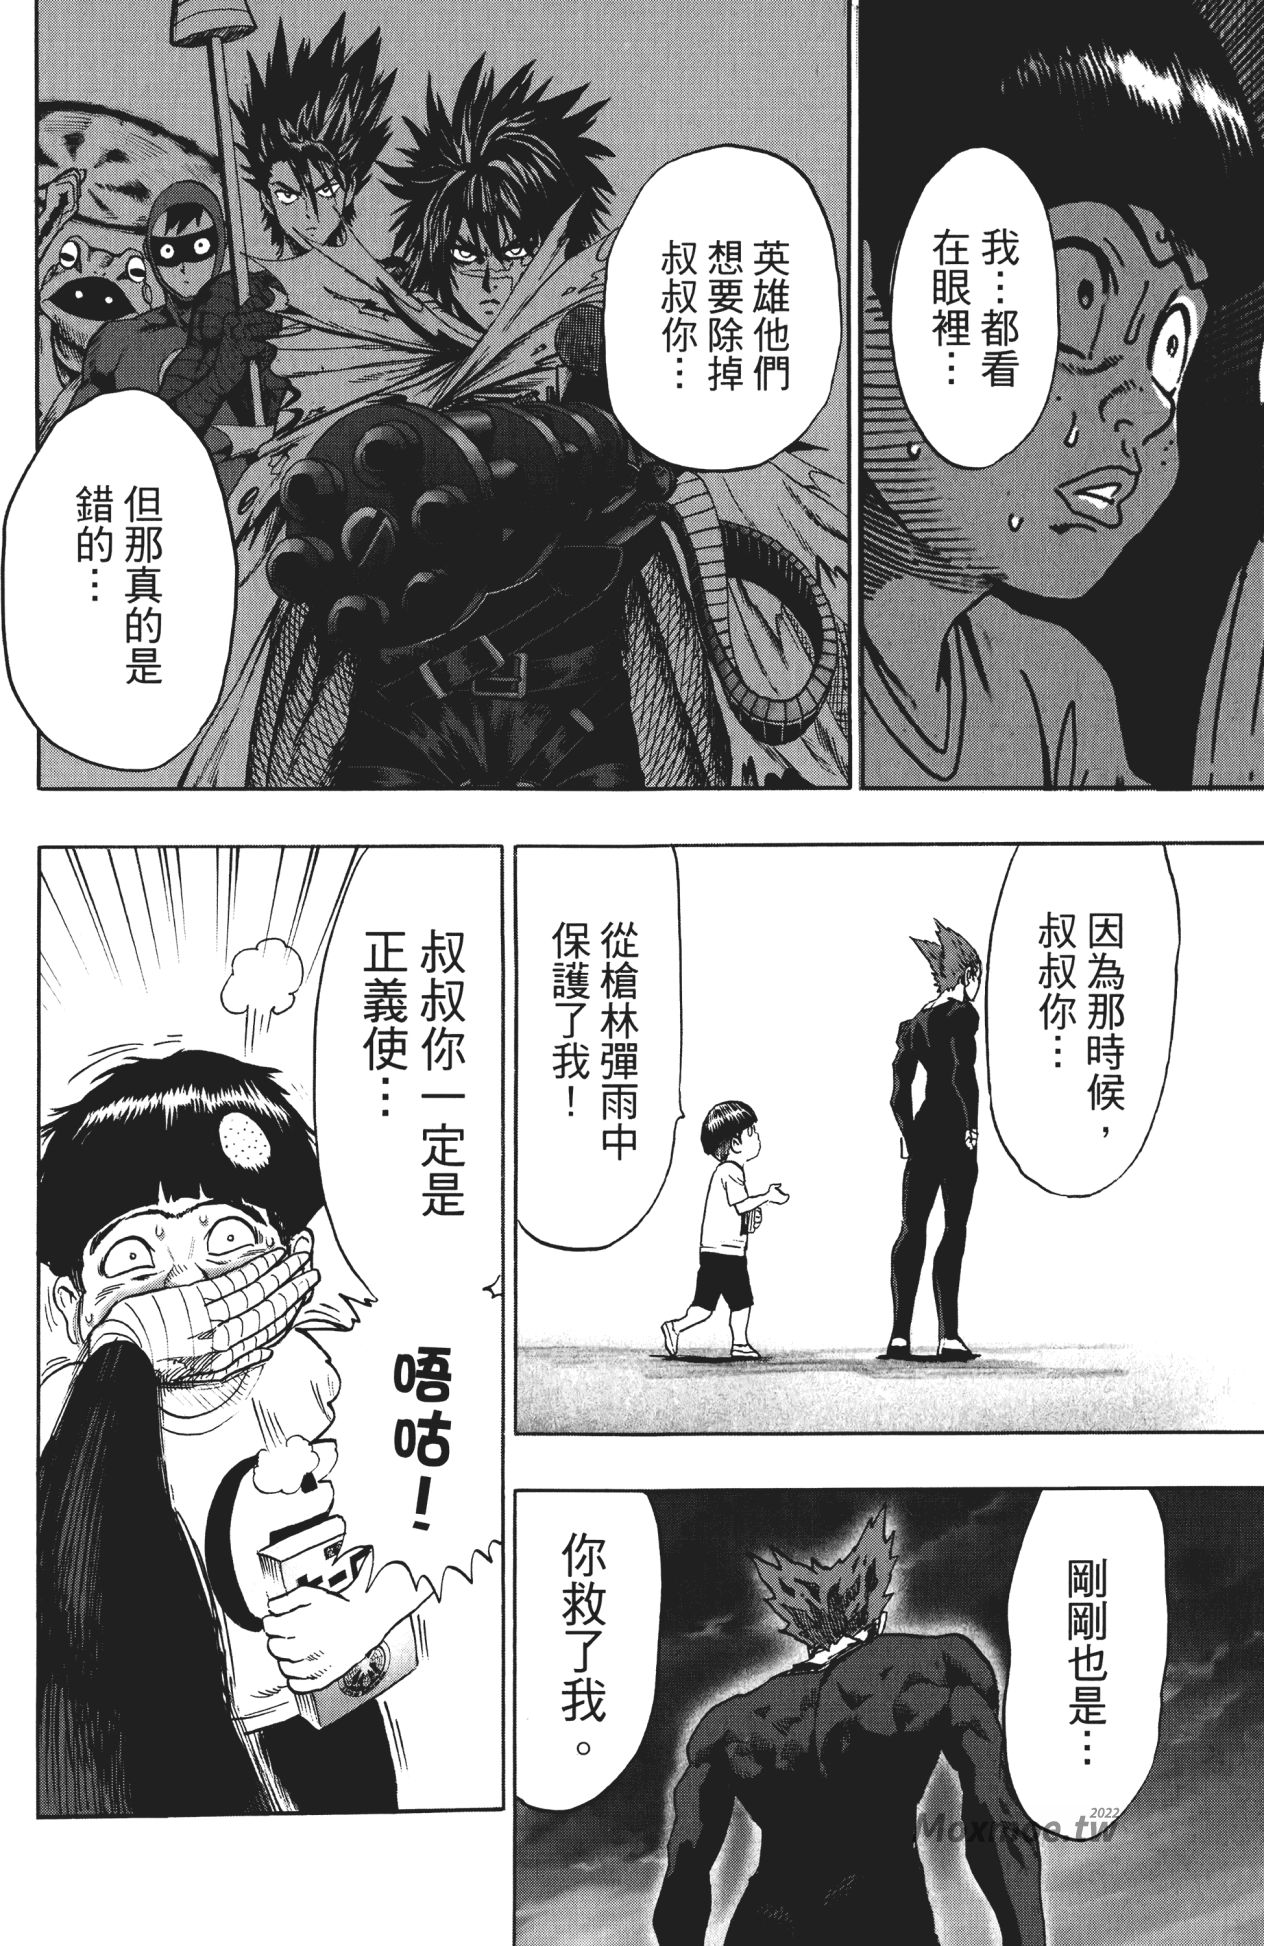 我…都看
在眼裡…
英雄他們
想要除掉
叔叔你…
但那真的是
錯的…
因為那時候，
叔叔你…
從槍林彈雨中
保護了我！
剛剛也是…
你救了我。
叔叔你一定是
正義使…
唔咕！
2022
Moxmoe.tw